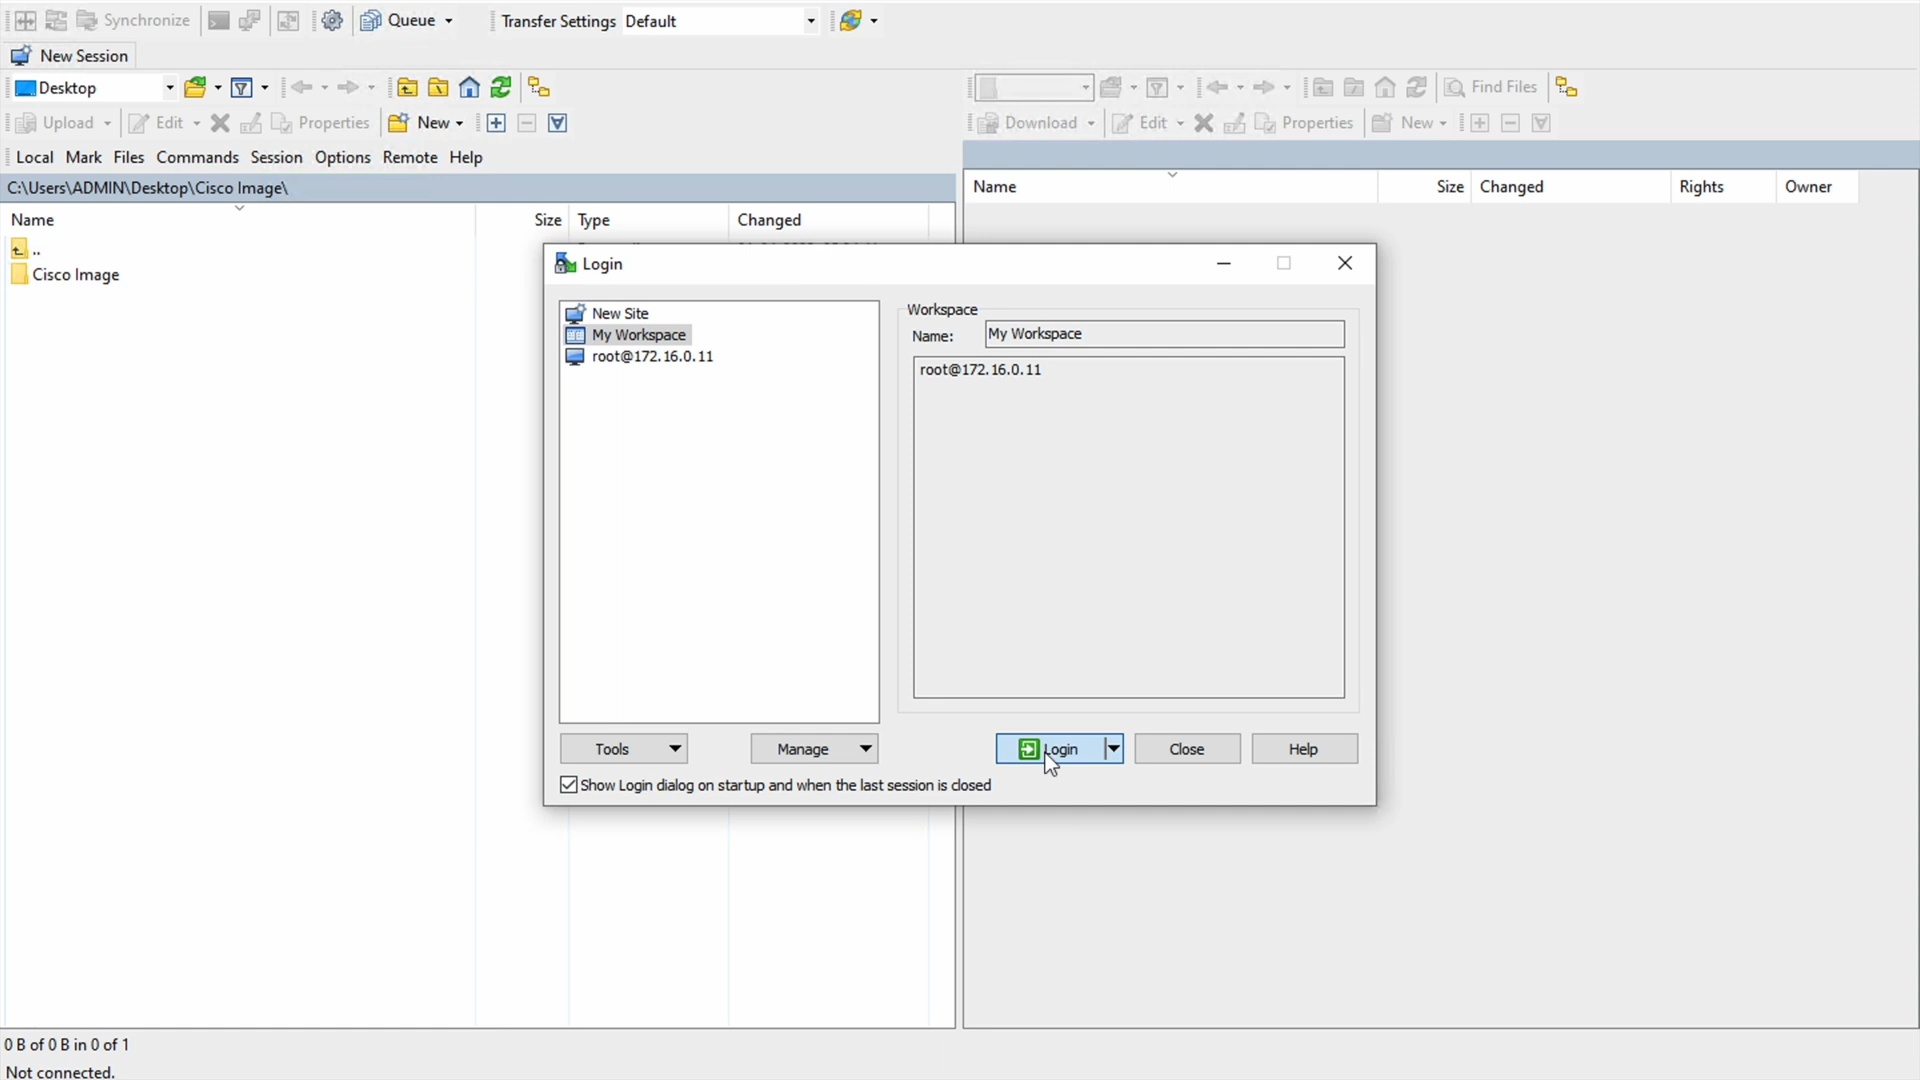 Synchronize Queue Transfer Settings Default
New Session
Desktop Find Files
Upload Edit Properties New Download Edit Properties New
Local Mark Files Commands Session Options Remote Help
C:\Users\ADMIN\Desktop\Cisco Image\
Name Size Changed Rights Owner
Name Size Type Changed
..
Cisco Image
Login
New Site
My Workspace
root@172.16.0.11
Workspace
Name: My Workspace
root@172.16.0.11
Tools Manage Login Close Help
Show Login dialog on startup and when the last session is closed
0 B of 0 B in 0 of 1
Not connected.